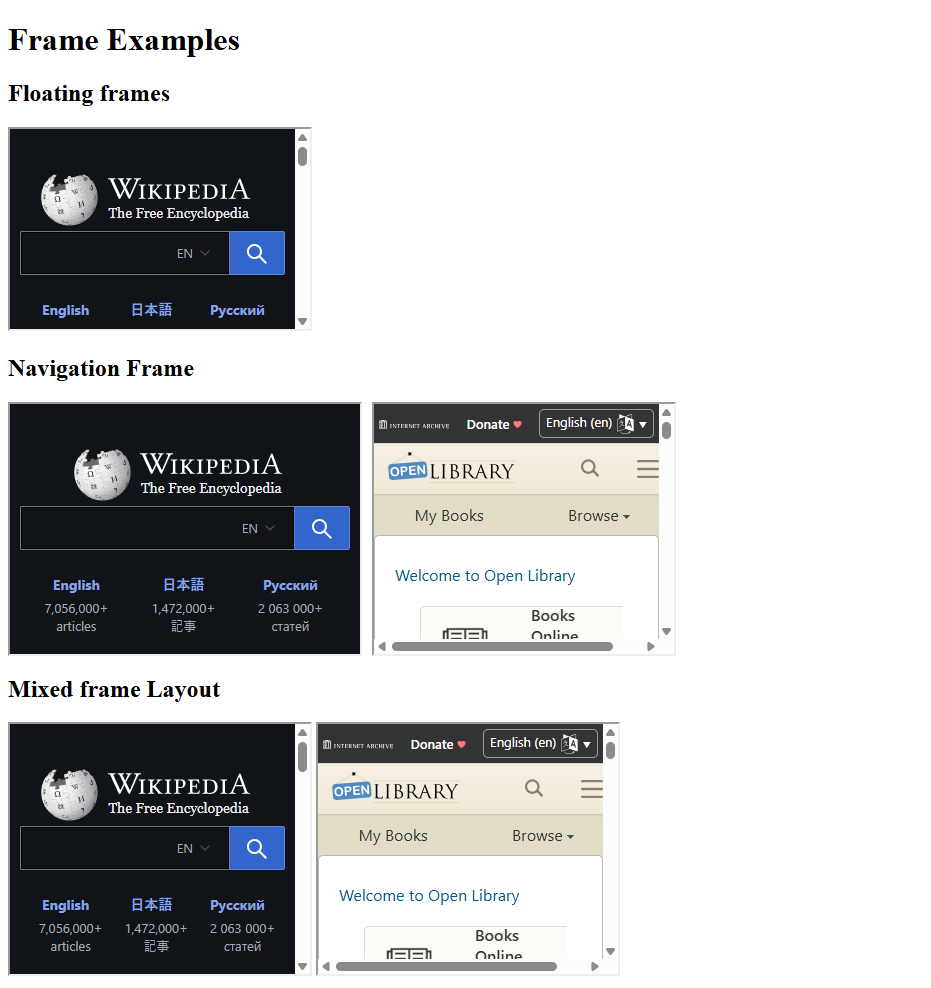 Frame Examples
Floating frames
WIKIPEDIA
The Free Encyclopedia
EN
English 日本語 Русский
Navigation Frame
WIKIPEDIA
The Free Encyclopedia
EN
English 日本語 Русский
7,056,000+ 1,472,000+ 2 063 000+
articles 記事 статей
INTERNET ARCHIVE Donate English (en)
OPEN LIBRARY
My Books Browse
Welcome to Open Library
Books
Online
Mixed frame Layout
WIKIPEDIA
The Free Encyclopedia
EN
English 日本語 Русский
7,056,000+ 1,472,000+ 2 063 000+
articles 記事 статей
INTERNET ARCHIVE Donate English (en)
OPEN LIBRARY
My Books Browse
Welcome to Open Library
Books
Online